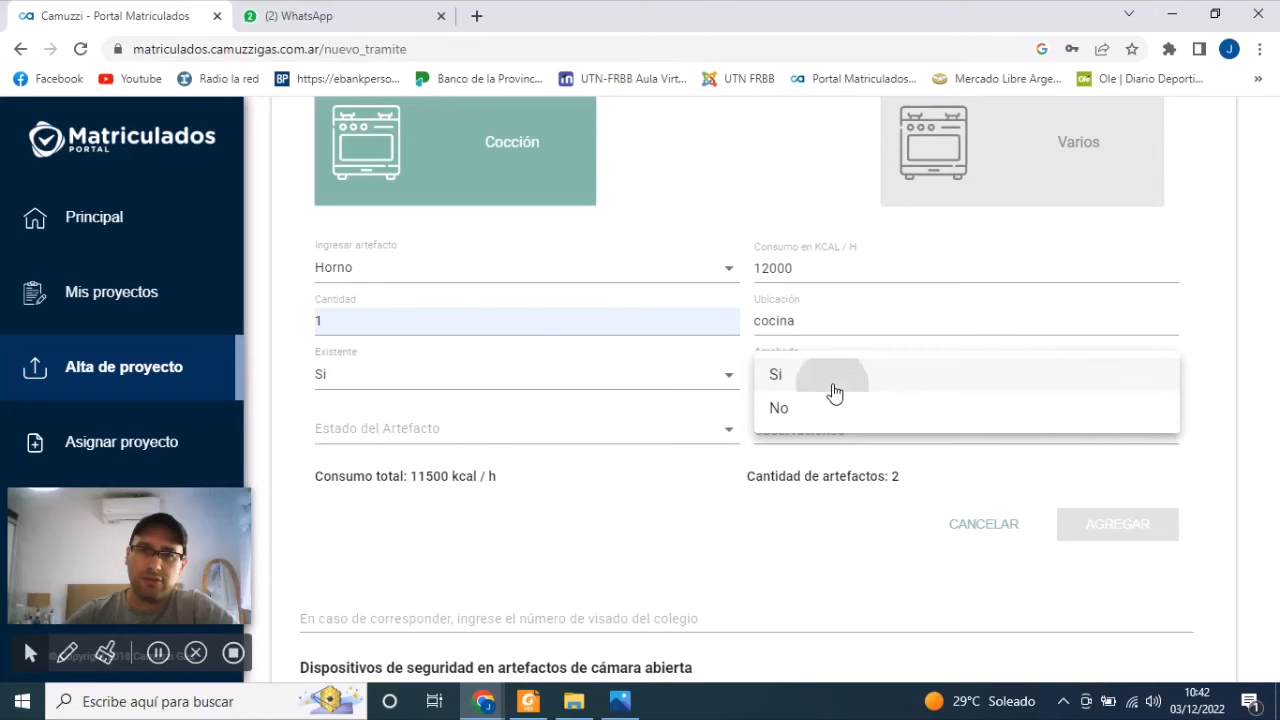 Camuzzi - Portal Matriculados
(2) WhatsApp
matriculados.camuzzigas.com.ar/nuevo_tramite
J
Facebook
Youtube
Radio la red
https://ebankperso...
Banco de la Provinc...
UTN-FRBB Aula Virt...
UTN FRBB
Portal Matriculados...
Mercado Libre Arge...
Ole | Diario Deporti...
»
Matriculados
PORTAL
Principal
Mis proyectos
Alta de proyecto
Asignar proyecto
Cocción
Varios
Ingresar artefacto
Horno
Consumo en KCAL / H
12000
Cantidad
1
Ubicación
cocina
Existente
Si
Aprobado
Si
No
Estado del Artefacto
Observaciones
Consumo total: 11500 kcal / h
Cantidad de artefactos: 2
CANCELAR
AGREGAR
En caso de corresponder, ingrese el número de visado del colegio
Dispositivos de seguridad en artefactos de cámara abierta
Escribe aquí para buscar
29°C Soleado
10:42
03/12/2022
1